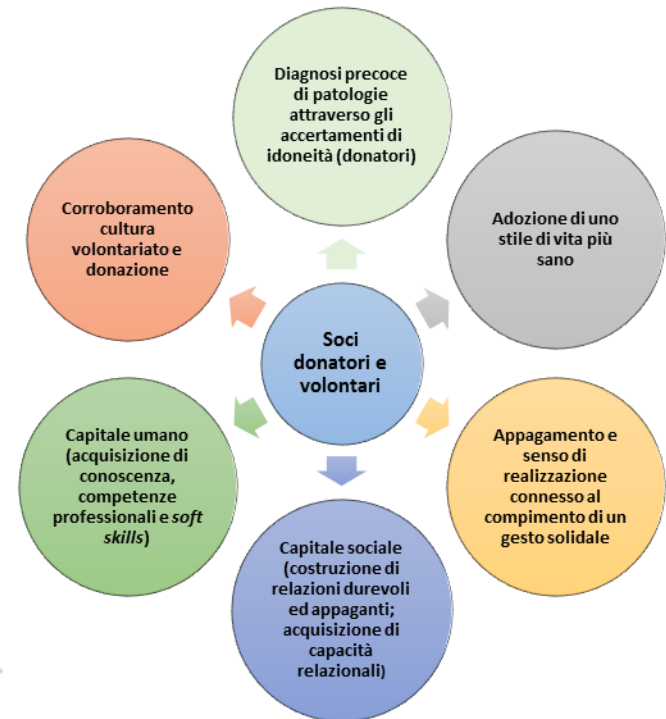 Diagnosi precoce
di patologie
attraverso gli
accertamenti di
idoneità (donatori)
Corroboramento
cultura
volontariato e
donazione
Adozione di uno
stile di vita più
sano
Soci
donatori e
volontari
Capitale umano
(acquisizione di
conoscenza,
competenze
professionali e soft
skills)
Appagamento e
senso di
realizzazione
connesso al
compimento di un
gesto solidale
Capitale sociale
(costruzione di
relazioni durevoli
ed appaganti;
acquisizione di
capacità
relazionali)